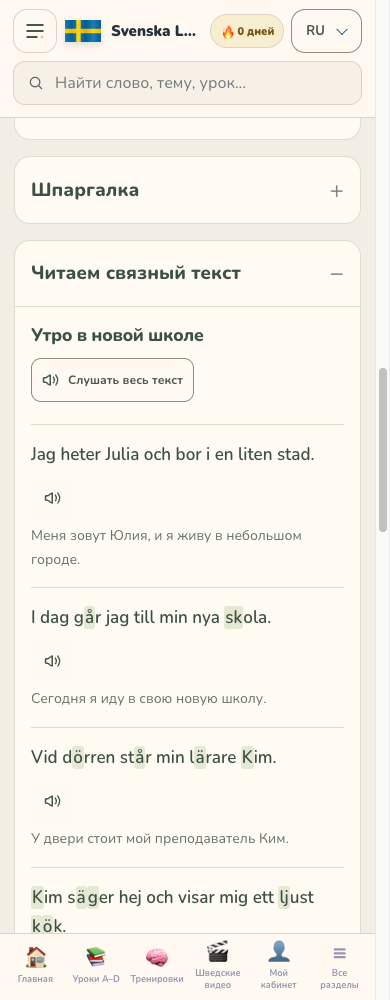 Svenska L...
0 дней
RU
Найти слово, тему, урок...
Шпаргалка
Читаем связный текст
Утро в новой школе
Слушать весь текст
Jag heter Julia och bor i en liten stad.
Меня зовут Юлия, и я живу в небольшом
городе.
I dag går jag till min nya skola.
Сегодня я иду в свою новую школу.
Vid dörren står min lärare Kim.
У двери стоит мой преподаватель Ким.
Kim säger hej och visar mig ett ljust
kök.
Главная
Уроки A–D
Тренировки
Шведские
видео
Мой
кабинет
Все
разделы